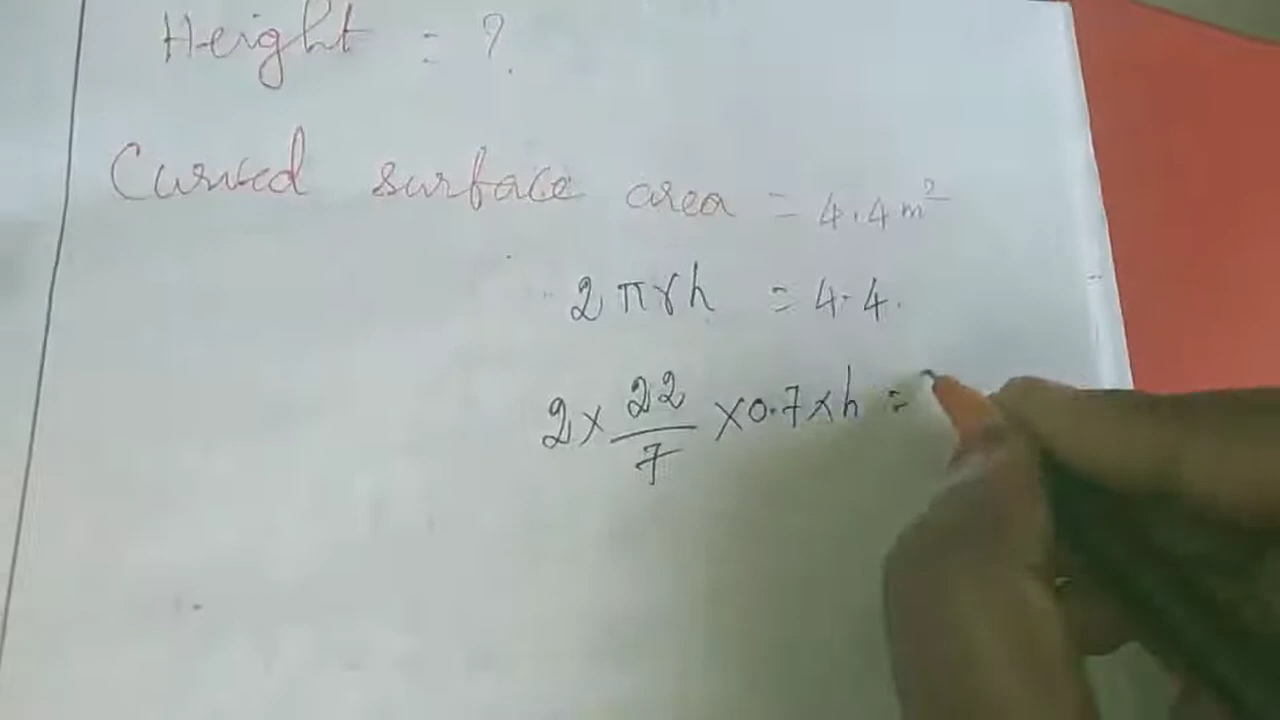 Height = ?
Curved surface area = 4.4 m²
2πrh = 4.4.
2 × 22/7 × 0.7 × h =